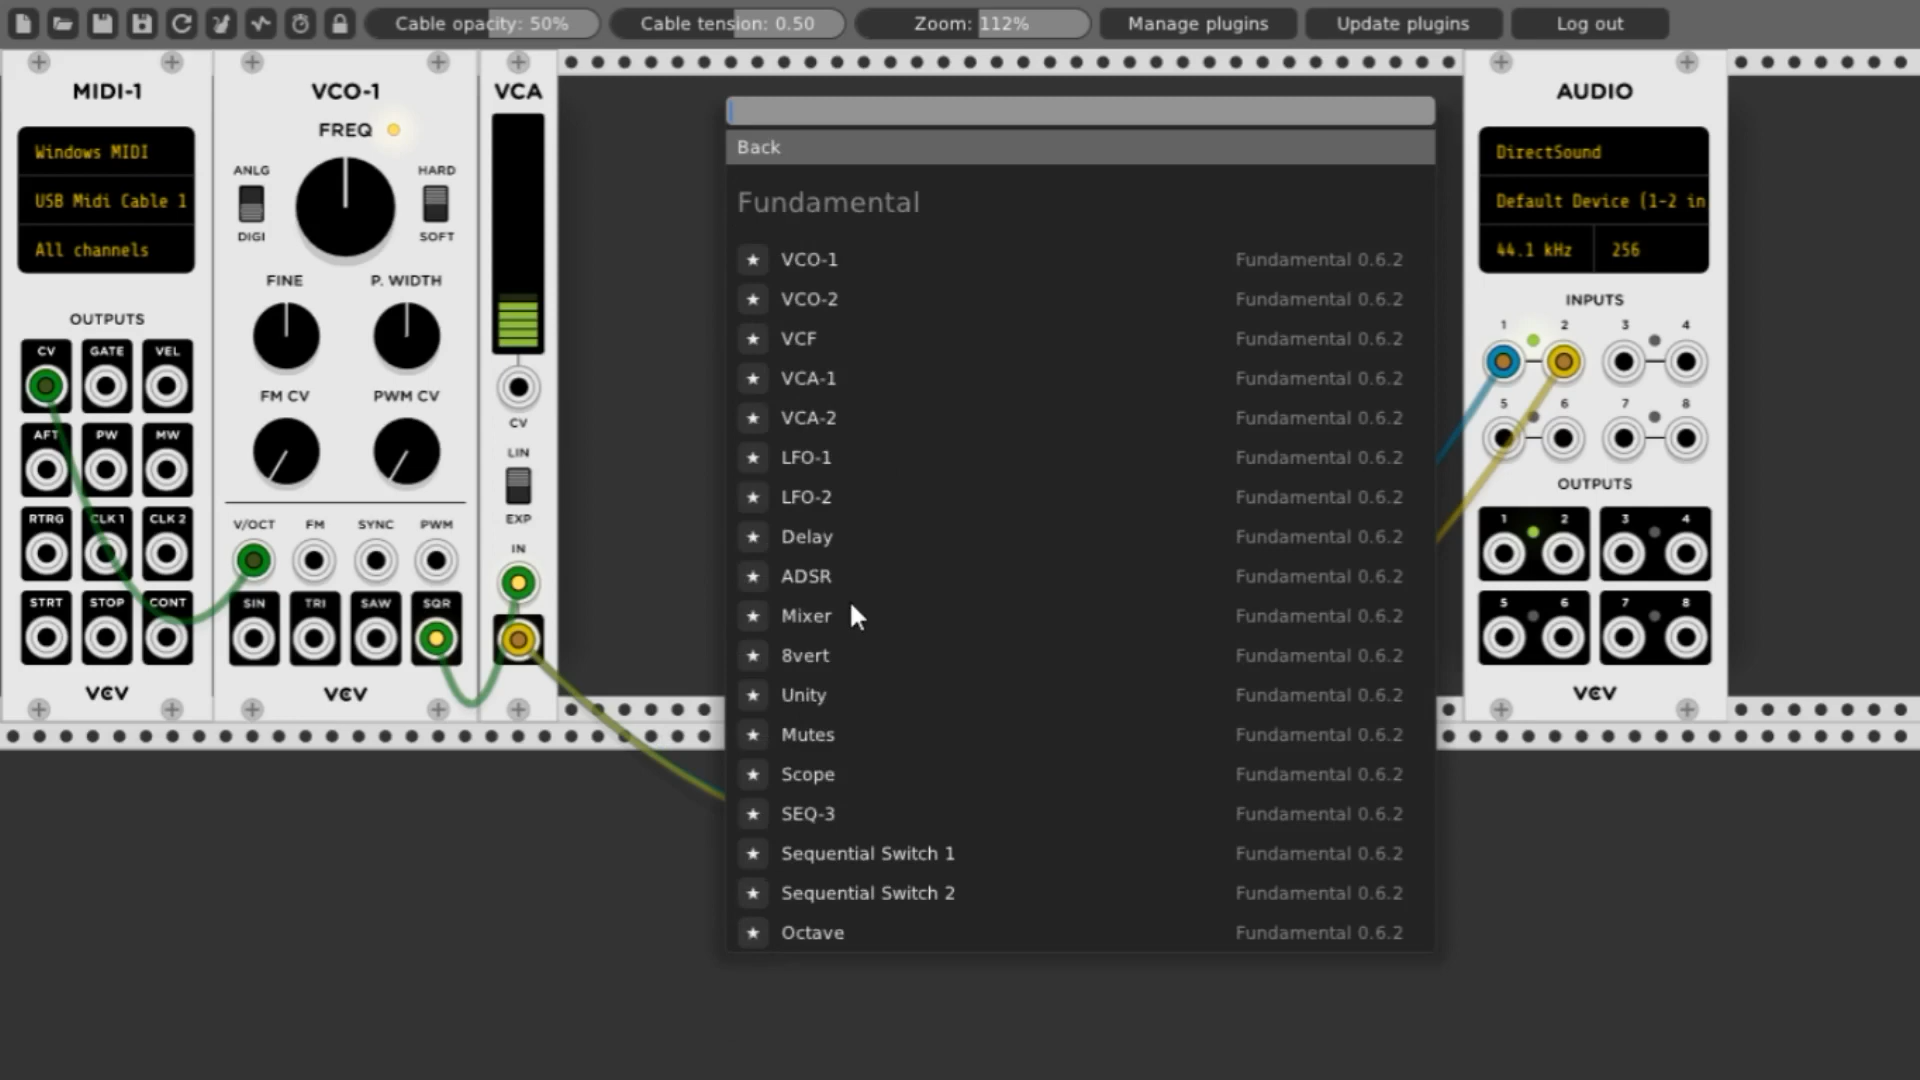 Cable opacity: 50%
Cable tension: 0.50
Zoom: 112%
Manage plugins
Update plugins
Log out
MIDI-1
Windows MIDI
USB Midi Cable 1
All channels
OUTPUTS
CV GATE VEL
AFT PW MW
RTRG CLK 1 CLK 2
STRT STOP CONT
VCV
VCO-1
FREQ
ANLG
DIGI
HARD
SOFT
FINE
P. WIDTH
FM CV
PWM CV
V/OCT FM SYNC PWM
SIN TRI SAW SQR
VCV
VCA
CV
LIN
EXP
IN
Back
Fundamental
VCO-1 Fundamental 0.6.2
VCO-2 Fundamental 0.6.2
VCF Fundamental 0.6.2
VCA-1 Fundamental 0.6.2
VCA-2 Fundamental 0.6.2
LFO-1 Fundamental 0.6.2
LFO-2 Fundamental 0.6.2
Delay Fundamental 0.6.2
ADSR Fundamental 0.6.2
Mixer Fundamental 0.6.2
8vert Fundamental 0.6.2
Unity Fundamental 0.6.2
Mutes Fundamental 0.6.2
Scope Fundamental 0.6.2
SEQ-3 Fundamental 0.6.2
Sequential Switch 1 Fundamental 0.6.2
Sequential Switch 2 Fundamental 0.6.2
Octave Fundamental 0.6.2
AUDIO
DirectSound
Default Device (1-2 in
44.1 kHz 256
INPUTS
1 2 3 4
5 6 7 8
OUTPUTS
1 2 3 4
5 6 7 8
VCV